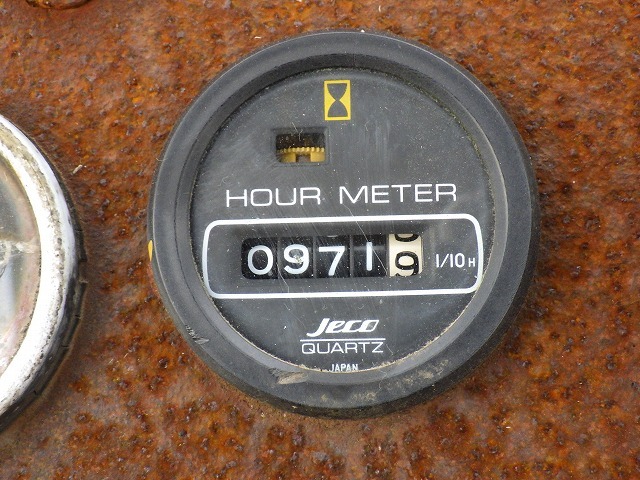 HOUR METER
09719 1/10 H
Jeco
QUARTZ
JAPAN